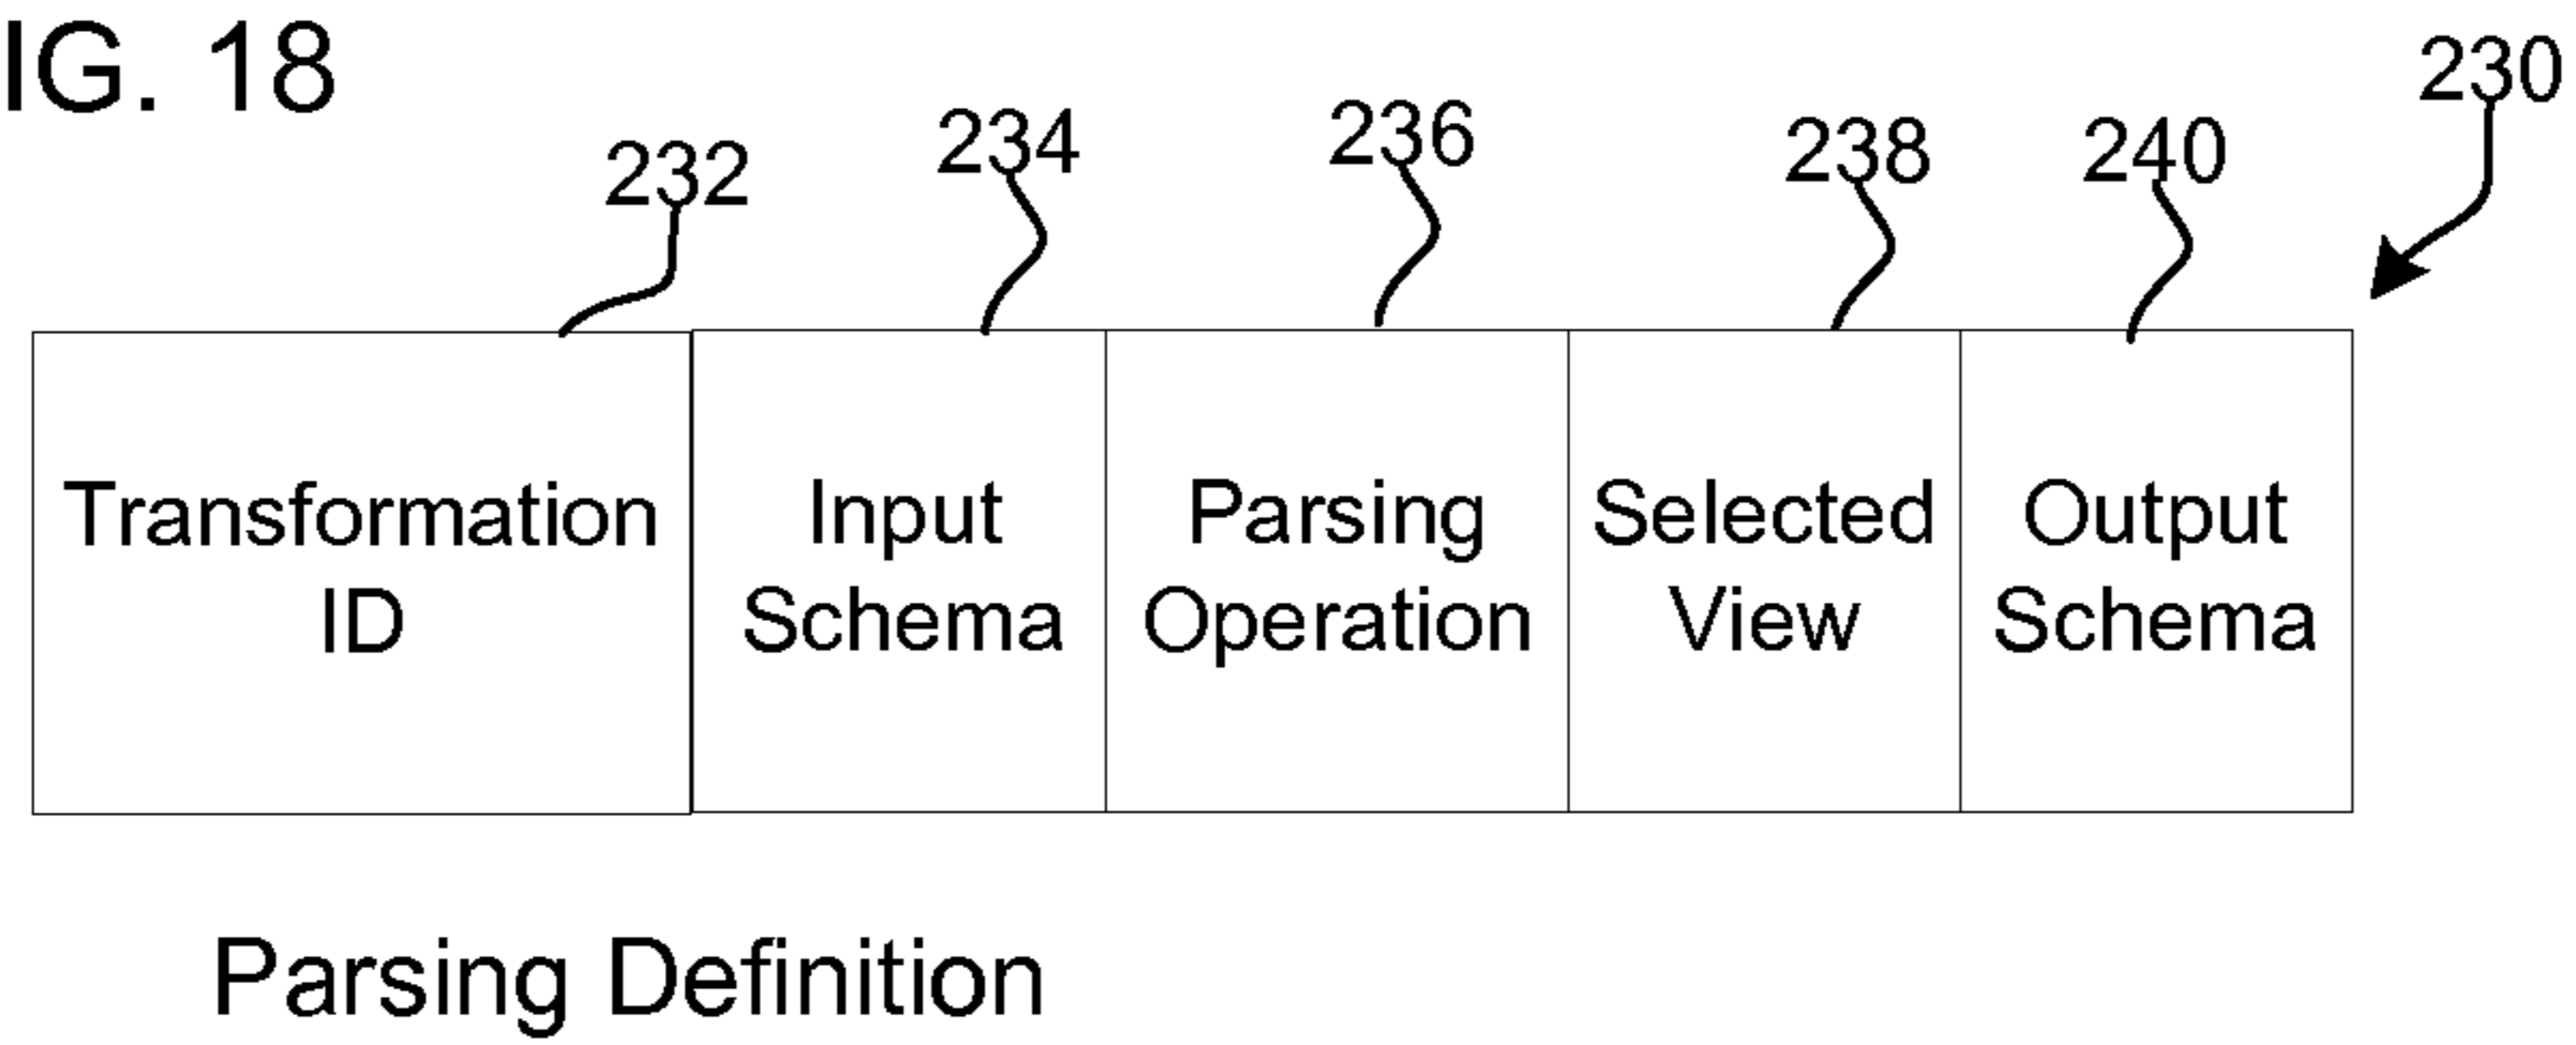 IG. 18
230
232
234
236
238
240
Transformation
ID
Input
Schema
Parsing
Operation
Selected
View
Output
Schema
Parsing Definition